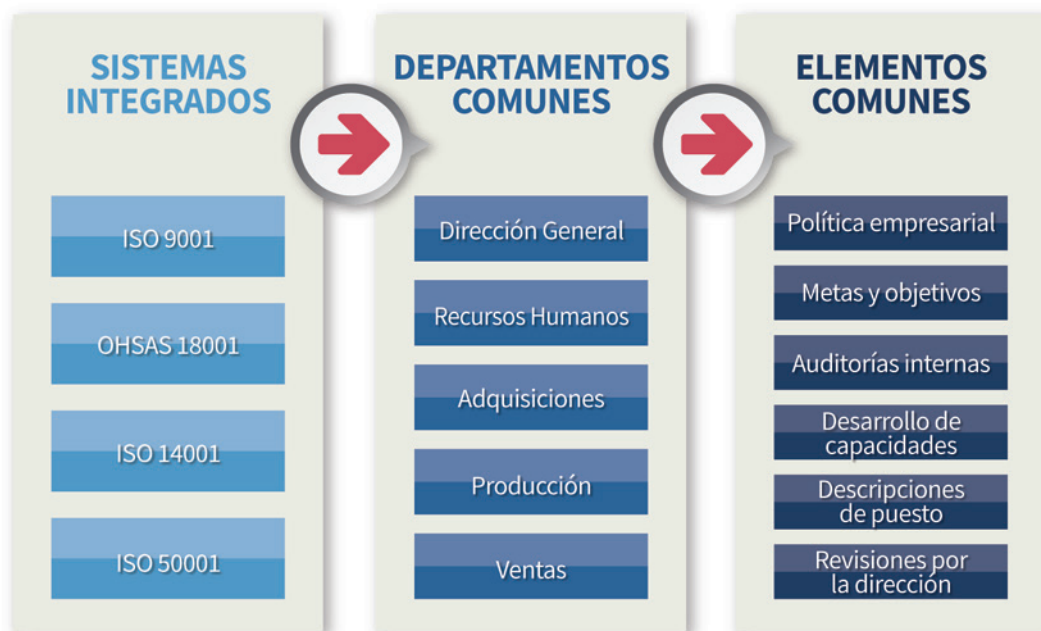 SISTEMAS
INTEGRADOS
ISO 9001
OHSAS 18001
ISO 14001
ISO 50001
DEPARTAMENTOS
COMUNES
Dirección General
Recursos Humanos
Adquisiciones
Producción
Ventas
ELEMENTOS
COMUNES
Política empresarial
Metas y objetivos
Auditorías internas
Desarrollo de
capacidades
Descripciones
de puesto
Revisiones por
la dirección